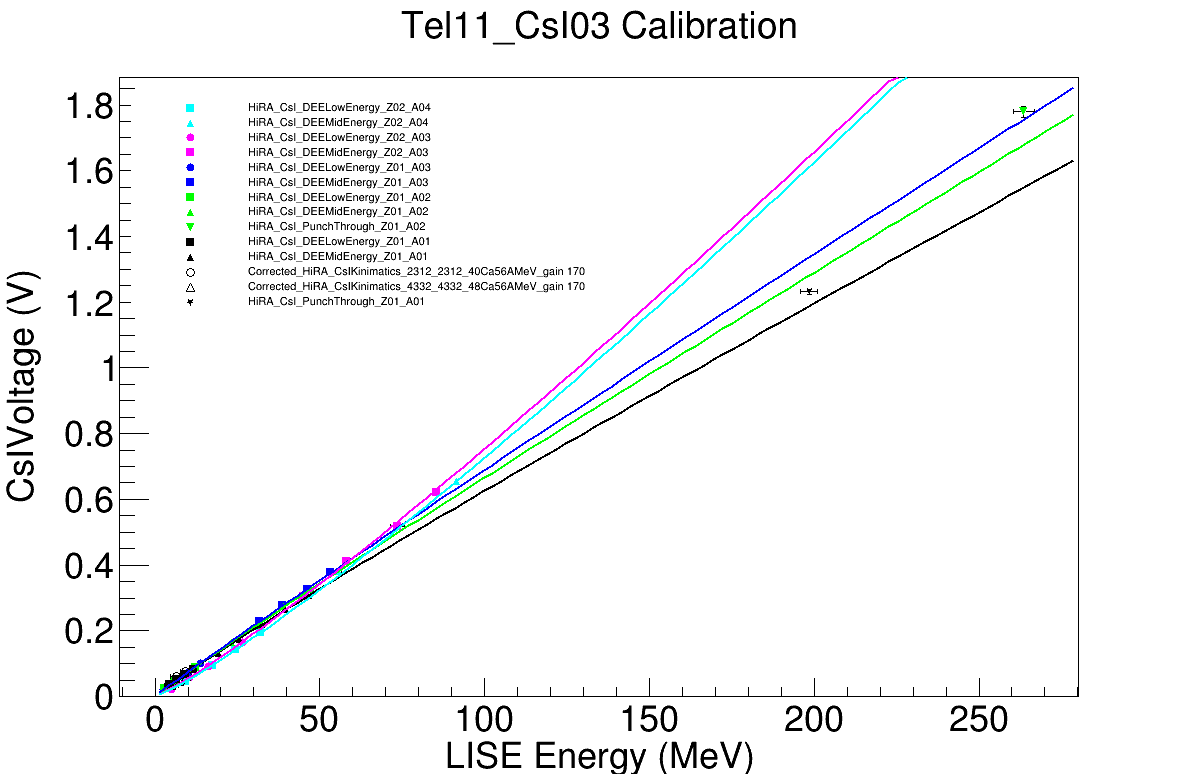 Tel11_CsI03 Calibration
CsIVoltage (V)
1.8
1.6
1.4
1.2
1
0.8
0.6
0.4
0.2
0
HiRA_CsI_DEELowEnergy_Z02_A04
HiRA_CsI_DEEMidEnergy_Z02_A04
HiRA_CsI_DEELowEnergy_Z02_A03
HiRA_CsI_DEEMidEnergy_Z02_A03
HiRA_CsI_DEELowEnergy_Z01_A03
HiRA_CsI_DEEMidEnergy_Z01_A03
HiRA_CsI_DEELowEnergy_Z01_A02
HiRA_CsI_DEEMidEnergy_Z01_A02
HiRA_CsI_PunchThrough_Z01_A02
HiRA_CsI_DEELowEnergy_Z01_A01
HiRA_CsI_DEEMidEnergy_Z01_A01
Corrected_HiRA_CsIKinimatics_2312_2312_40Ca56AMeV_gain 170
Corrected_HiRA_CsIKinimatics_4332_4332_48Ca56AMeV_gain 170
HiRA_CsI_PunchThrough_Z01_A01
0 50 100 150 200 250
LISE Energy (MeV)